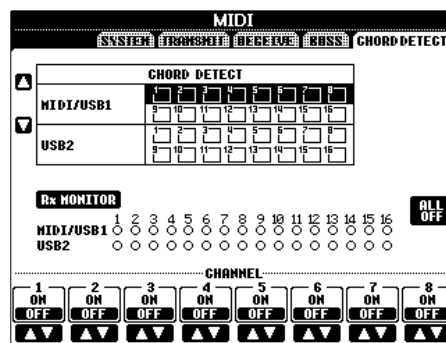 MIDI
SYSTEM TRANSMIT RECEIVE BASS CHORD DETECT
CHORD DETECT
MIDI/USB1
1 2 3 4 5 6 7 8
9 10 11 12 13 14 15 16
USB2
1 2 3 4 5 6 7 8
9 10 11 12 13 14 15 16
Rx MONITOR
ALL OFF
1 2 3 4 5 6 7 8 9 10 11 12 13 14 15 16
MIDI/USB1
USB2
CHANNEL
1 2 3 4 5 6 7 8
ON ON ON ON ON ON ON ON
OFF OFF OFF OFF OFF OFF OFF OFF